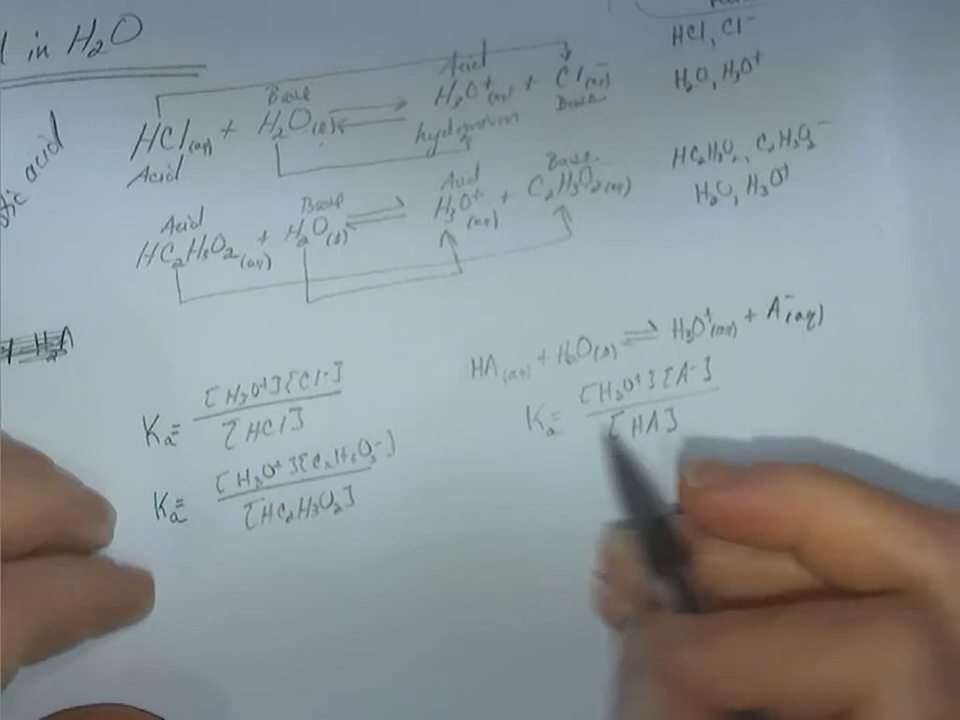 in H₂O
HCl, Cl⁻
H₂O, H₃O⁺
Acid
Base
HCl(aq) + H₂O(l) ⇌ H₃O⁺(aq) + Cl⁻(aq)
Acid
hydronium
Base
HC₂H₃O₂, C₂H₃O₂⁻
H₂O, H₃O⁺
Acid Base Acid Base
HC₂H₃O₂(aq) + H₂O(l) ⇌ H₃O⁺(aq) + C₂H₃O₂⁻(aq)
acid
HA(aq) + H₂O(l) ⇌ H₃O⁺(aq) + A⁻(aq)
Ka = [H₃O⁺][A⁻] / [HA]
Ka = [H₃O⁺][Cl⁻] / [HCl]
Ka = [H₃O⁺][C₂H₃O₂⁻] / [HC₂H₃O₂]